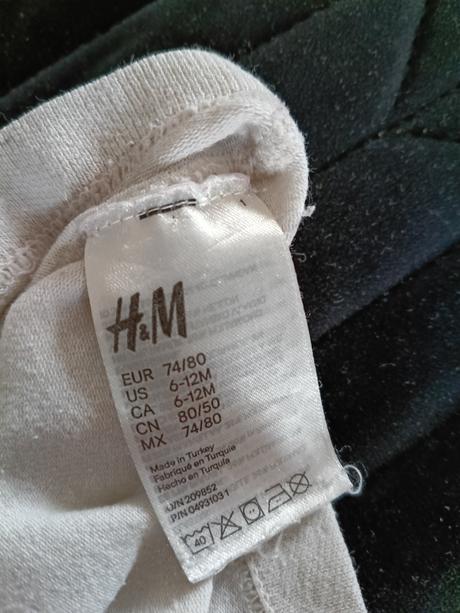 H&M
EUR 74/80
US 6-12M
CA 6-12M
CN 80/50
MX 74/80
Made in Turkey
Fabriqué en Turquie
Hecho en Turquía
O/N 209852
P/N 0493103 1
40